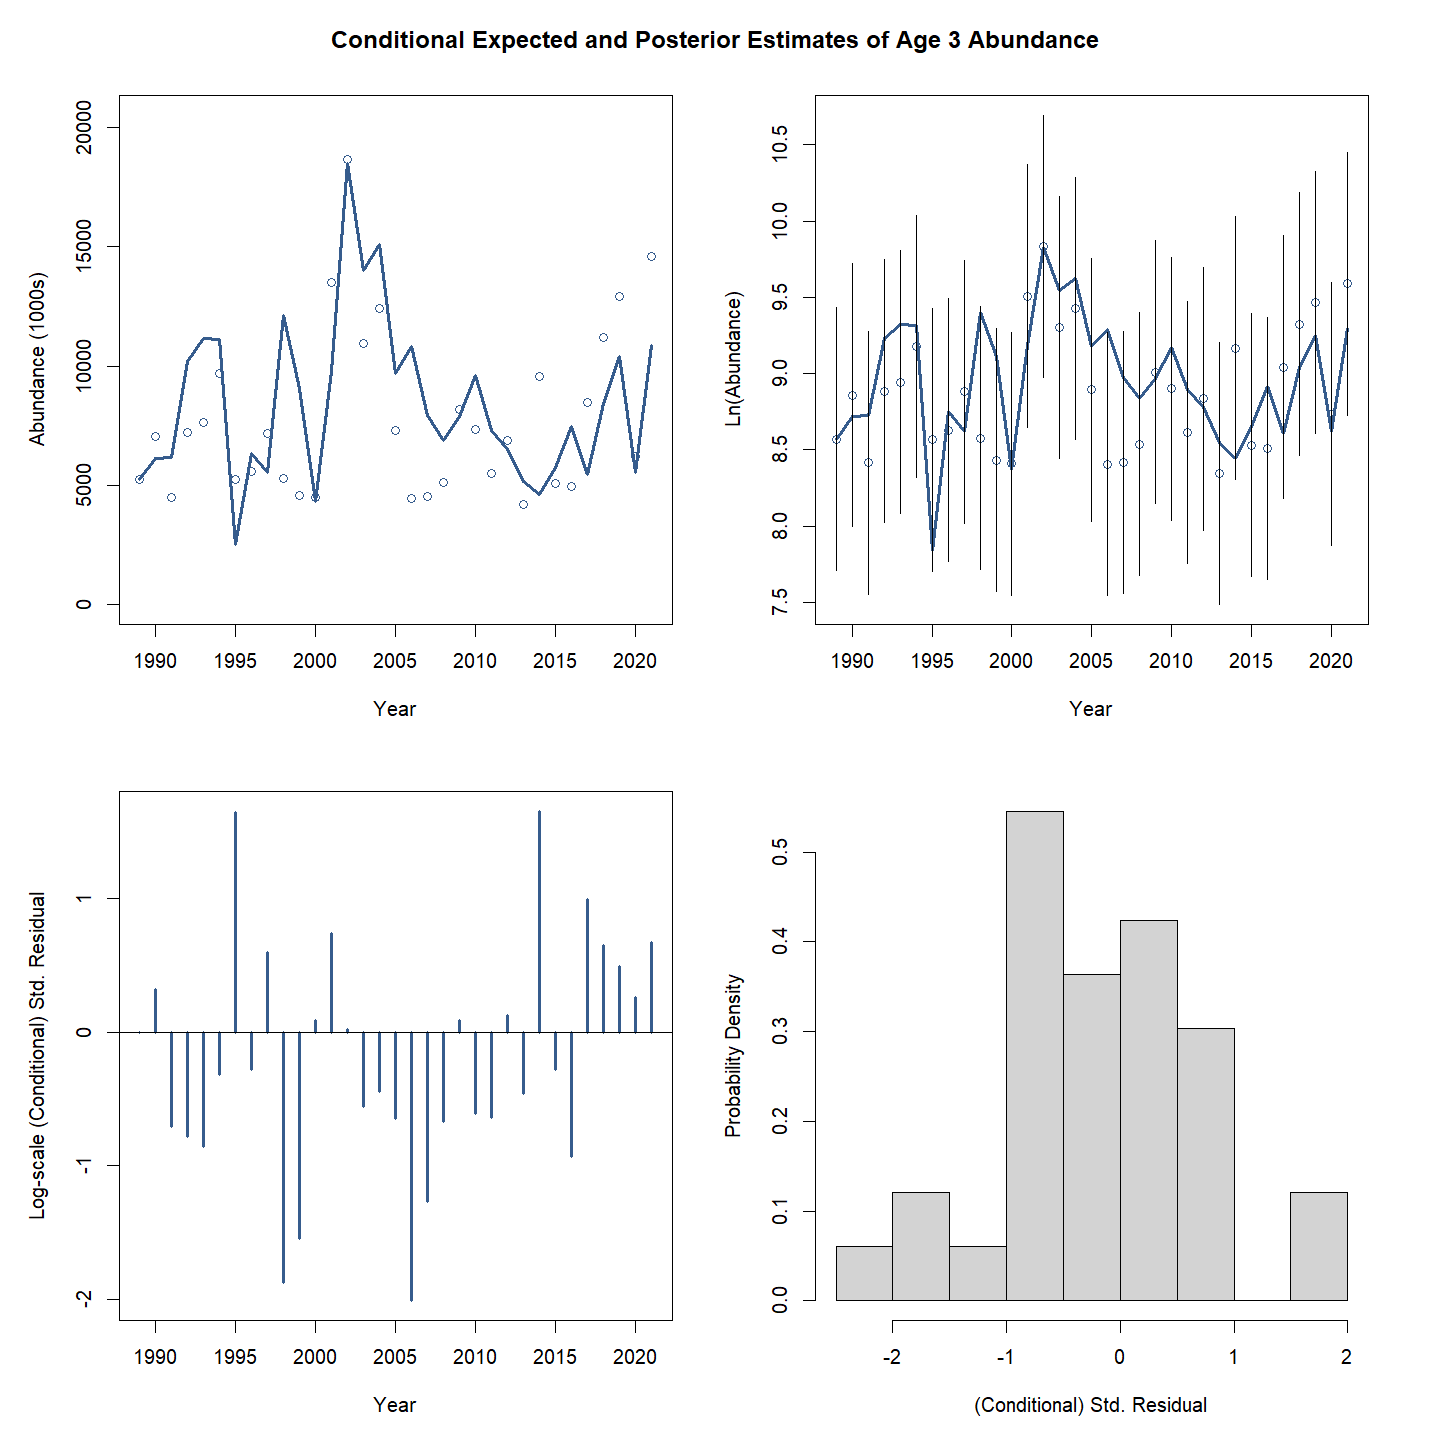 Conditional Expected and Posterior Estimates of Age 3 Abundance
Abundance (1000s)
20000
15000
10000
5000
0
1990 1995 2000 2005 2010 2015 2020
Year
Ln(Abundance)
10.5
10.0
9.5
9.0
8.5
8.0
7.5
1990 1995 2000 2005 2010 2015 2020
Year
Log-scale (Conditional) Std. Residual
1
0
-1
-2
1990 1995 2000 2005 2010 2015 2020
Year
Probability Density
0.5
0.4
0.3
0.2
0.1
0.0
-2 -1 0 1 2
(Conditional) Std. Residual